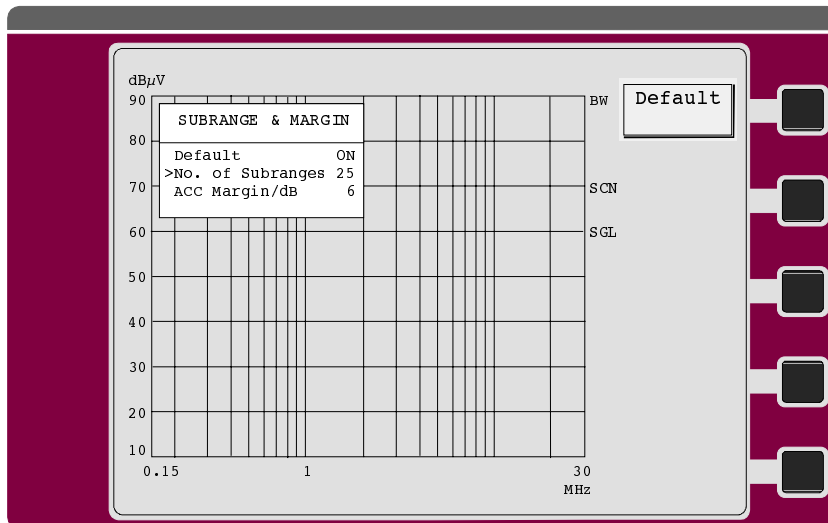 dBµV
90
80
70
60
50
40
30
20
10
SUBRANGE & MARGIN
Default ON
>No. of Subranges 25
ACC Margin/dB 6
BW
SCN
SGL
Default
0.15 1 30
MHz